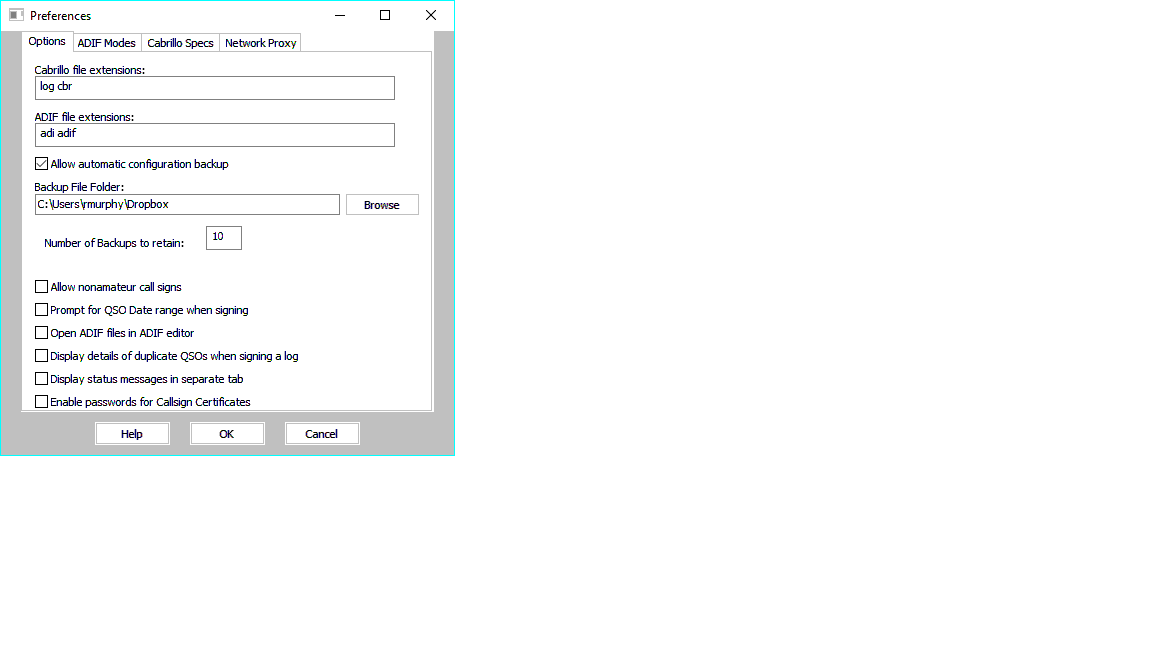 Preferences
Options ADIF Modes Cabrillo Specs Network Proxy
Cabrillo file extensions:
log cbr
ADIF file extensions:
adi adif
Allow automatic configuration backup
Backup File Folder:
C:\Users\rmurphy\Dropbox Browse
Number of Backups to retain: 10
Allow nonamateur call signs
Prompt for QSO Date range when signing
Open ADIF files in ADIF editor
Display details of duplicate QSOs when signing a log
Display status messages in separate tab
Enable passwords for Callsign Certificates
Help OK Cancel